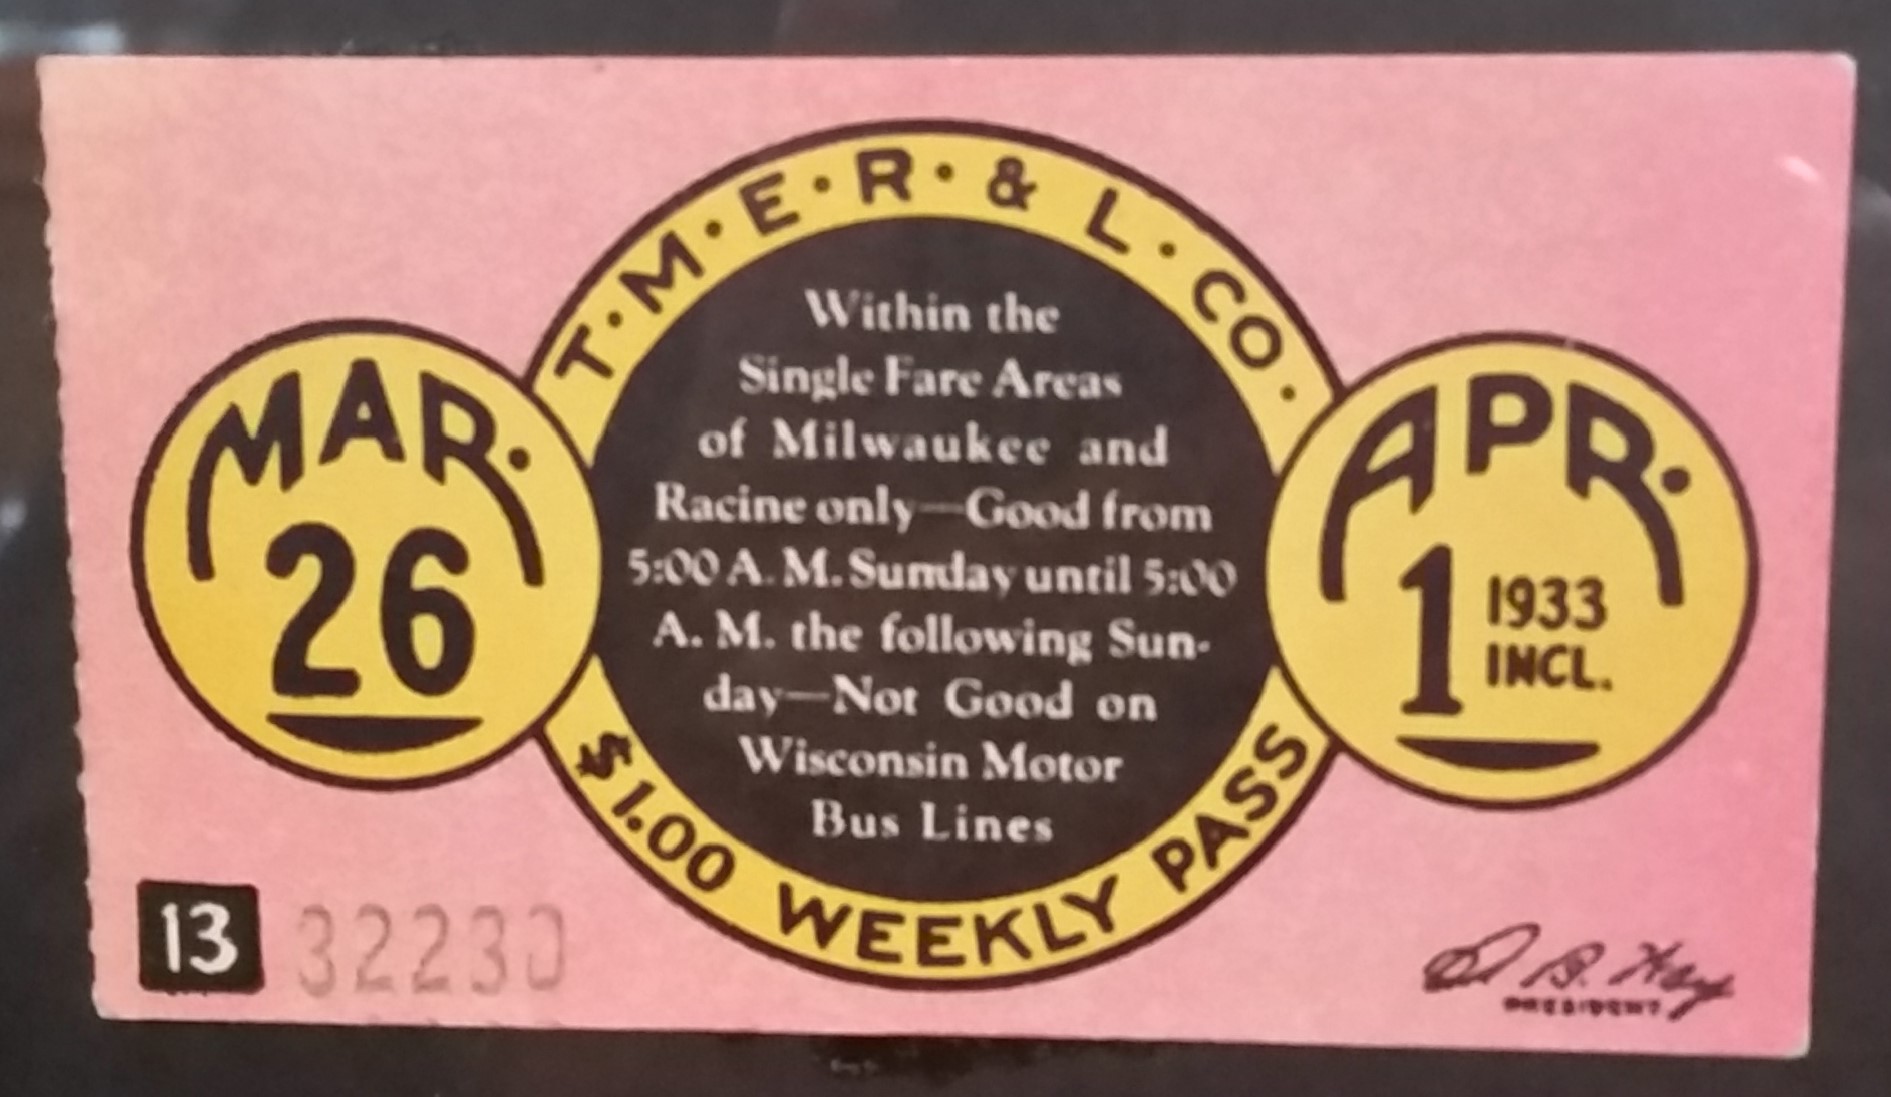 T·M·E·R·& L·CO.
MAR.
26
Within the
Single Fare Areas
of Milwaukee and
Racine only—Good from
5:00 A. M. Sunday until 5:00
A. M. the following Sun-
day—Not Good on
Wisconsin Motor
Bus Lines
APR.
1 1933
INCL.
$1.00 WEEKLY PASS
13 32230
B. Way
PRESIDENT